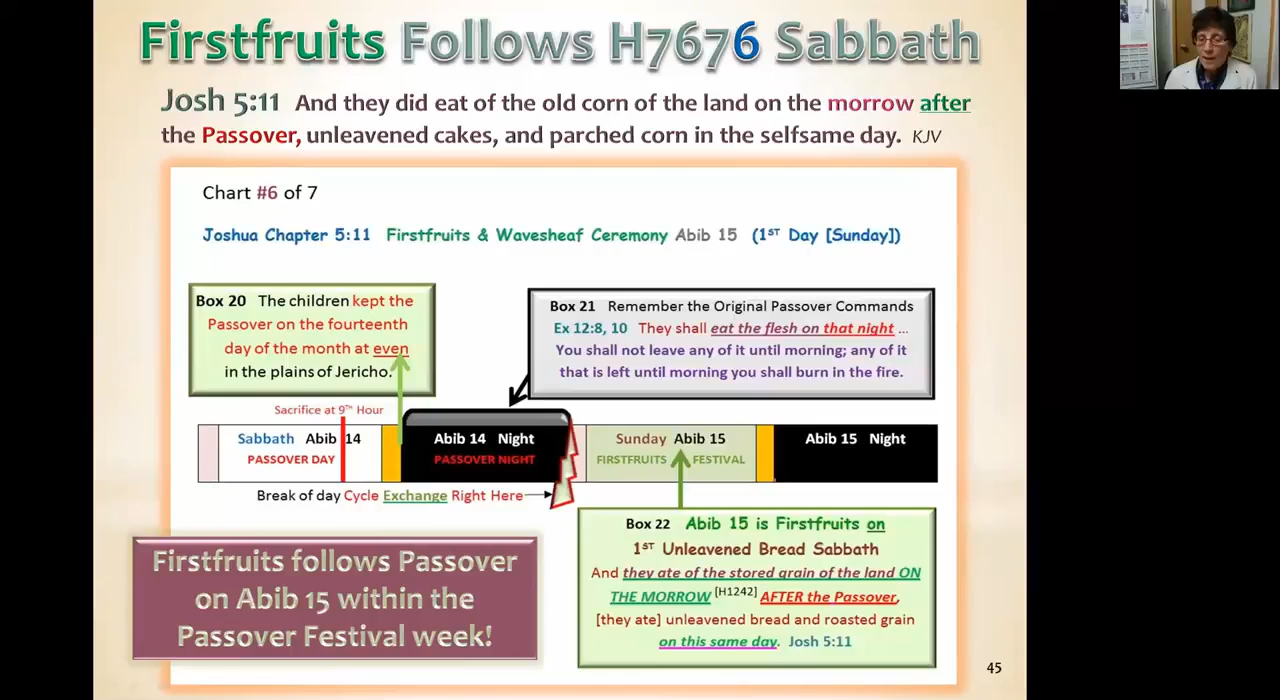 Firstfruits Follows H7676 Sabbath
Josh 5:11 And they did eat of the old corn of the land on the morrow after
the Passover, unleavened cakes, and parched corn in the selfsame day. KJV
Chart #6 of 7
Joshua Chapter 5:11 Firstfruits & Wavesheaf Ceremony Abib 15 (1ST Day [Sunday])
Box 20 The children kept the
Passover on the fourteenth
day of the month at even
in the plains of Jericho.
Box 21 Remember the Original Passover Commands
Ex 12:8, 10 They shall eat the flesh on that night ...
You shall not leave any of it until morning; any of it
that is left until morning you shall burn in the fire.
Sacrifice at 9TH Hour
Sabbath Abib 14
PASSOVER DAY
Abib 14 Night
PASSOVER NIGHT
Sunday Abib 15
FIRSTFRUITS FESTIVAL
Abib 15 Night
Break of day Cycle Exchange Right Here
Box 22 Abib 15 is Firstfruits on
1ST Unleavened Bread Sabbath
And they ate of the stored grain of the land ON
THE MORROW [H1242] AFTER the Passover,
[they ate] unleavened bread and roasted grain
on this same day. Josh 5:11
Firstfruits follows Passover
on Abib 15 within the
Passover Festival week!
45